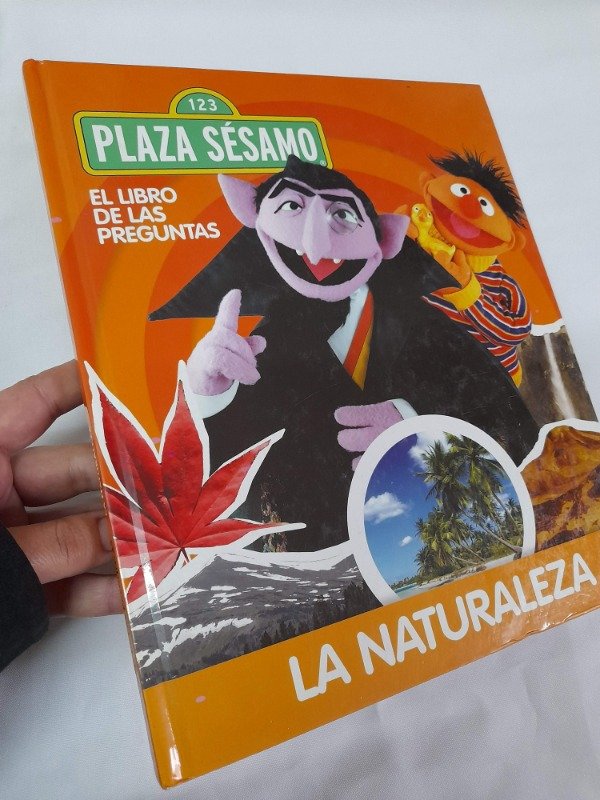 123
PLAZA SÉSAMO
EL LIBRO
DE LAS
PREGUNTAS
LA NATURALEZA